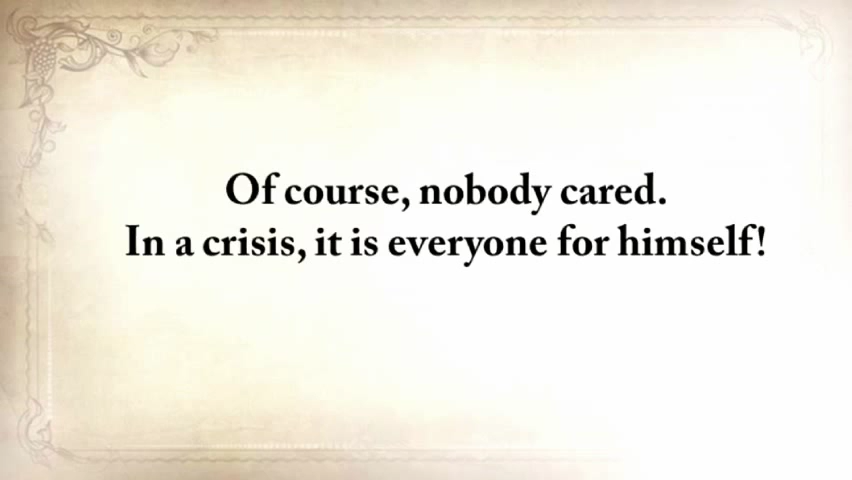 Of course, nobody cared.
In a crisis, it is everyone for himself!